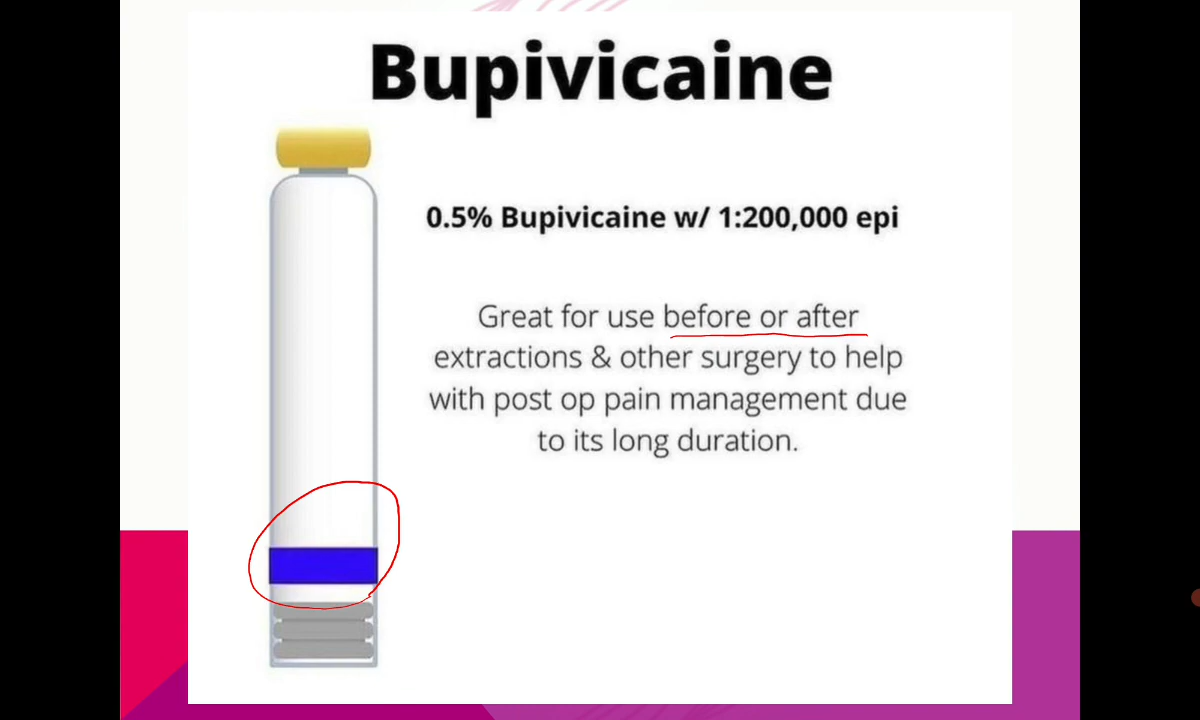 Bupivicaine
0.5% Bupivicaine w/ 1:200,000 epi
Great for use before or after
extractions & other surgery to help
with post op pain management due
to its long duration.